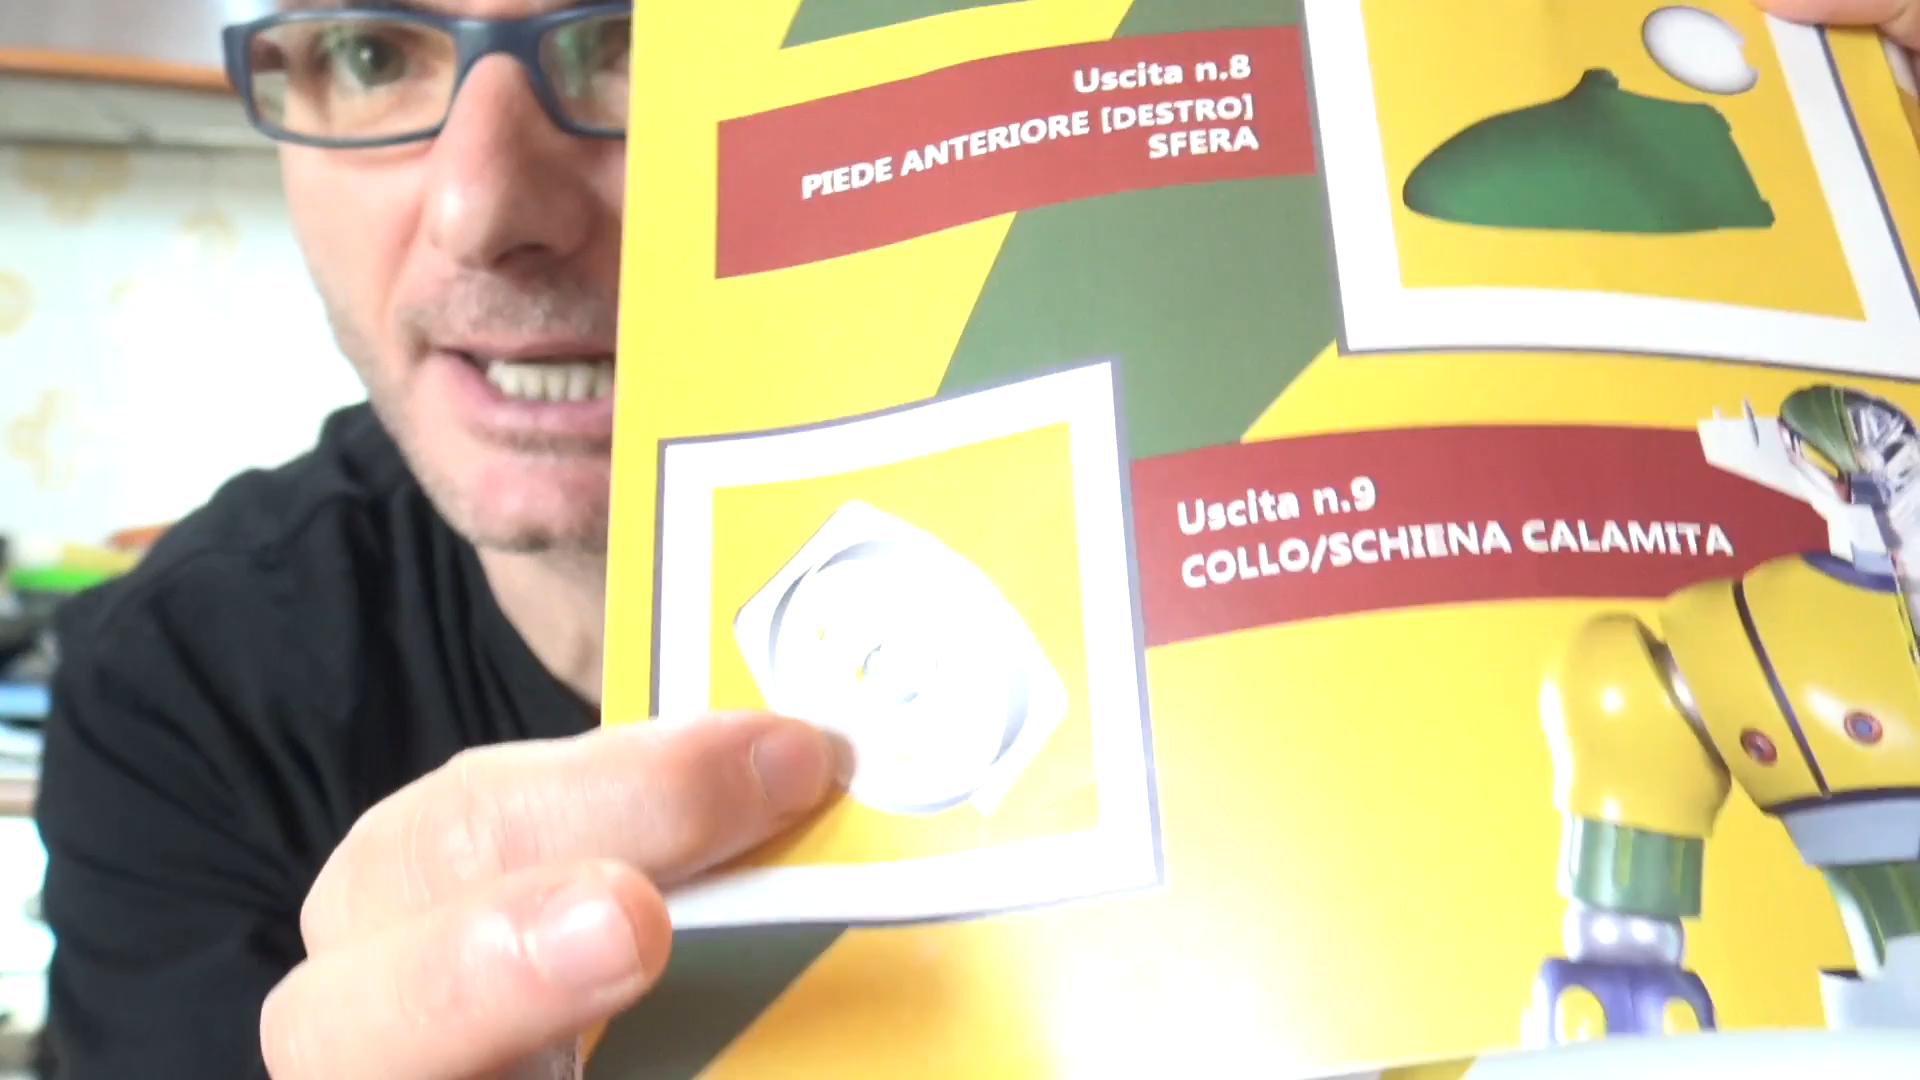 Uscita n.8
PIEDE ANTERIORE [DESTRO]
SFERA
Uscita n.9
COLLO/SCHIENA CALAMITA